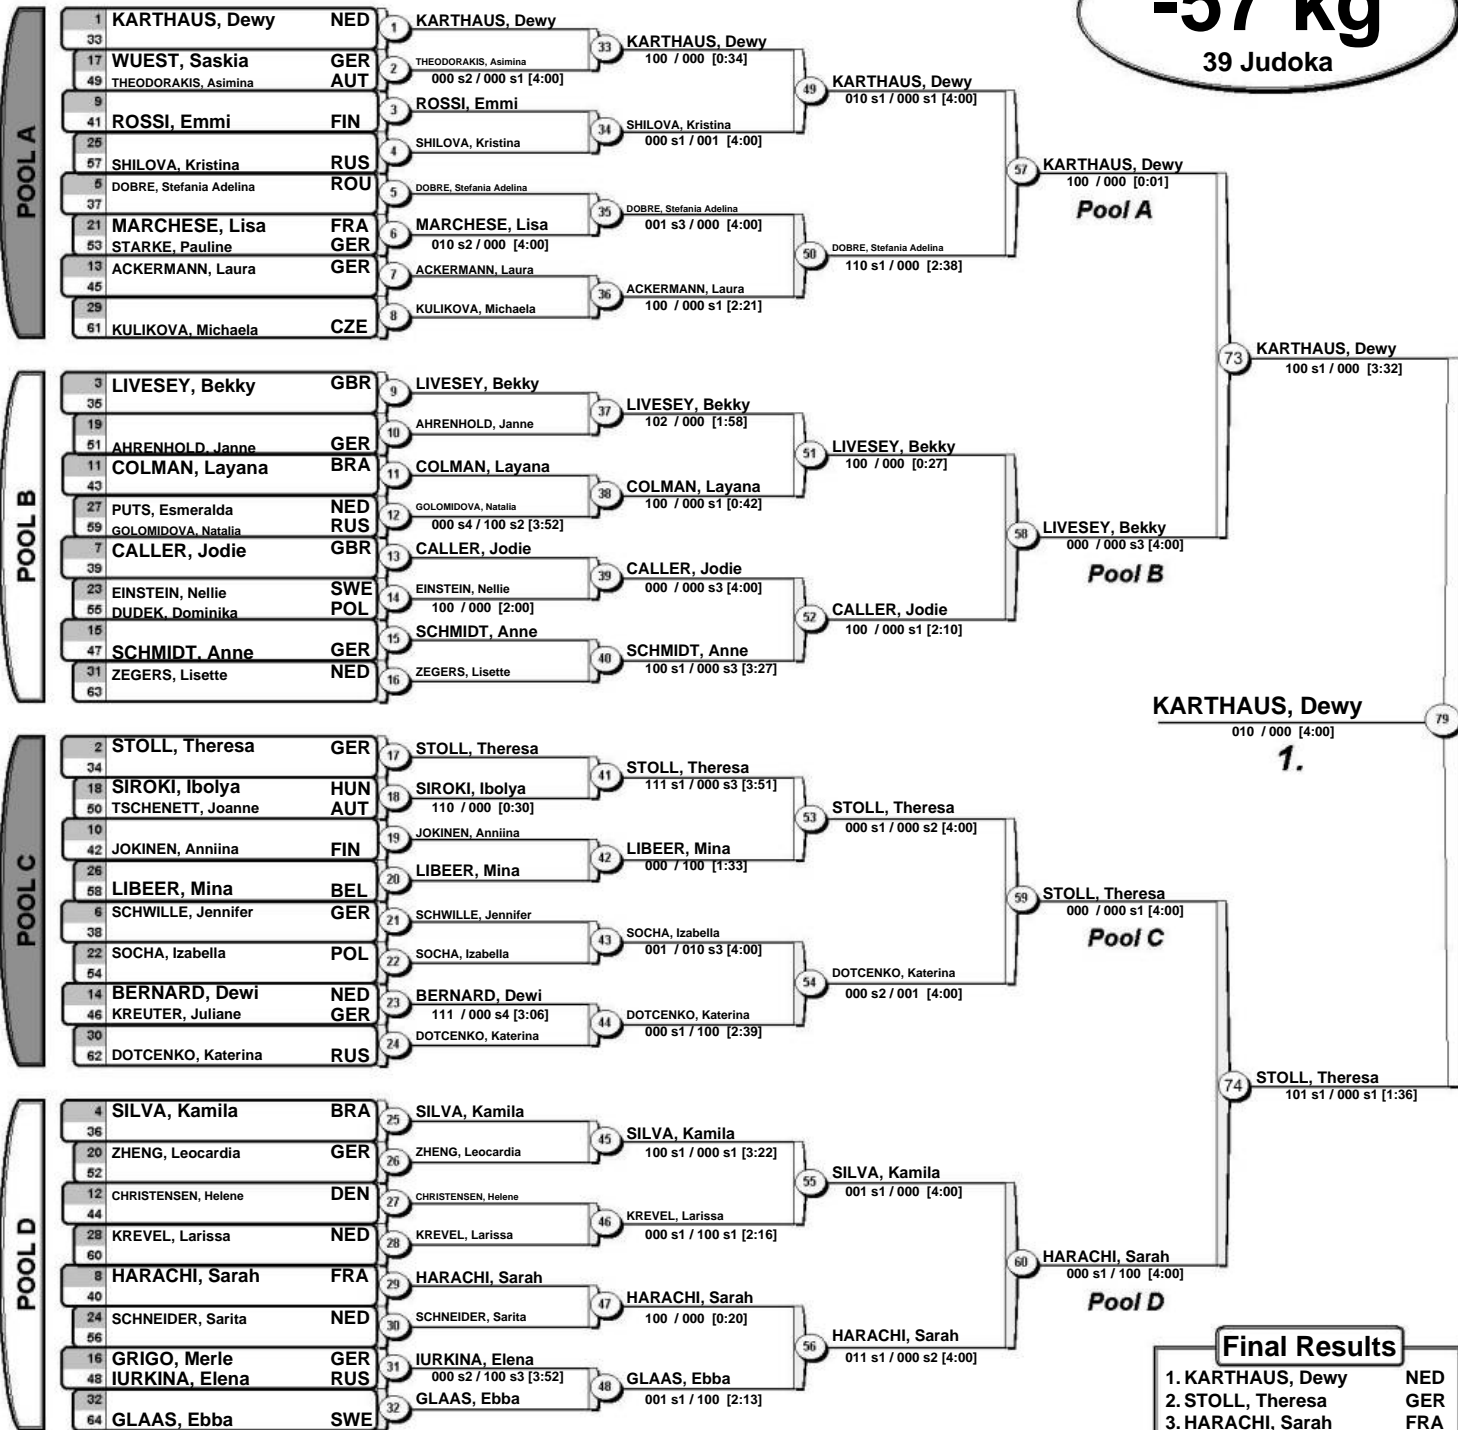 -57 kg
39 Judoka
POOL A
1 KARTHAUS, Dewy NED
33
17 WUEST, Saskia GER
49 THEODORAKIS, Asimina AUT
9
41 ROSSI, Emmi FIN
25
57 SHILOVA, Kristina RUS
5 DOBRE, Stefania Adelina ROU
37
21 MARCHESE, Lisa FRA
53 STARKE, Pauline GER
13 ACKERMANN, Laura GER
45
29
61 KULIKOVA, Michaela CZE
1 KARTHAUS, Dewy
2 THEODORAKIS, Asimina
000 s2 / 000 s1 [4:00]
3 ROSSI, Emmi
4 SHILOVA, Kristina
5 DOBRE, Stefania Adelina
6 MARCHESE, Lisa
010 s2 / 000 [4:00]
7 ACKERMANN, Laura
8 KULIKOVA, Michaela
33 KARTHAUS, Dewy
100 / 000 [0:34]
34 SHILOVA, Kristina
000 s1 / 001 [4:00]
35 DOBRE, Stefania Adelina
001 s3 / 000 [4:00]
36 ACKERMANN, Laura
100 / 000 s1 [2:21]
49 KARTHAUS, Dewy
010 s1 / 000 s1 [4:00]
50 DOBRE, Stefania Adelina
110 s1 / 000 [2:38]
57 KARTHAUS, Dewy
100 / 000 [0:01]
Pool A
POOL B
3 LIVESEY, Bekky GBR
35
19
51 AHRENHOLD, Janne GER
11 COLMAN, Layana BRA
43
27 PUTS, Esmeralda NED
59 GOLOMIDOVA, Natalia RUS
7 CALLER, Jodie GBR
39
23 EINSTEIN, Nellie SWE
55 DUDEK, Dominika POL
15
47 SCHMIDT, Anne GER
31 ZEGERS, Lisette NED
63
9 LIVESEY, Bekky
10 AHRENHOLD, Janne
11 COLMAN, Layana
12 GOLOMIDOVA, Natalia
000 s4 / 100 s2 [3:52]
13 CALLER, Jodie
14 EINSTEIN, Nellie
100 / 000 [2:00]
15 SCHMIDT, Anne
16 ZEGERS, Lisette
37 LIVESEY, Bekky
102 / 000 [1:58]
38 COLMAN, Layana
100 / 000 s1 [0:42]
39 CALLER, Jodie
000 / 000 s3 [4:00]
40 SCHMIDT, Anne
100 s1 / 000 s3 [3:27]
51 LIVESEY, Bekky
100 / 000 [0:27]
52 CALLER, Jodie
100 / 000 s1 [2:10]
58 LIVESEY, Bekky
000 / 000 s3 [4:00]
Pool B
73 KARTHAUS, Dewy
100 s1 / 000 [3:32]
KARTHAUS, Dewy 79
010 / 000 [4:00]
1.
POOL C
2 STOLL, Theresa GER
34
18 SIROKI, Ibolya HUN
50 TSCHENETT, Joanne AUT
10
42 JOKINEN, Anniina FIN
26
58 LIBEER, Mina BEL
6 SCHWILLE, Jennifer GER
38
22 SOCHA, Izabella POL
54
14 BERNARD, Dewi NED
46 KREUTER, Juliane GER
30
62 DOTCENKO, Katerina RUS
17 STOLL, Theresa
18 SIROKI, Ibolya
110 / 000 [0:30]
19 JOKINEN, Anniina
20 LIBEER, Mina
21 SCHWILLE, Jennifer
22 SOCHA, Izabella
23 BERNARD, Dewi
111 / 000 s4 [3:06]
24 DOTCENKO, Katerina
41 STOLL, Theresa
111 s1 / 000 s3 [3:51]
42 LIBEER, Mina
000 / 100 [1:33]
43 SOCHA, Izabella
001 / 010 s3 [4:00]
44 DOTCENKO, Katerina
000 s1 / 100 [2:39]
53 STOLL, Theresa
000 s1 / 000 s2 [4:00]
54 DOTCENKO, Katerina
000 s2 / 001 [4:00]
59 STOLL, Theresa
000 / 000 s1 [4:00]
Pool C
POOL D
4 SILVA, Kamila BRA
36
20 ZHENG, Leocardia GER
52
12 CHRISTENSEN, Helene DEN
44
28 KREVEL, Larissa NED
60
8 HARACHI, Sarah FRA
40
24 SCHNEIDER, Sarita NED
56
16 GRIGO, Merle GER
48 IURKINA, Elena RUS
32
64 GLAAS, Ebba SWE
25 SILVA, Kamila
26 ZHENG, Leocardia
27 CHRISTENSEN, Helene
28 KREVEL, Larissa
29 HARACHI, Sarah
30 SCHNEIDER, Sarita
31 IURKINA, Elena
000 s2 / 100 s3 [3:52]
32 GLAAS, Ebba
45 SILVA, Kamila
100 s1 / 000 s1 [3:22]
46 KREVEL, Larissa
000 s1 / 100 s1 [2:16]
47 HARACHI, Sarah
100 / 000 [0:20]
48 GLAAS, Ebba
001 s1 / 100 [2:13]
55 SILVA, Kamila
001 s1 / 000 [4:00]
56 HARACHI, Sarah
011 s1 / 000 s2 [4:00]
60 HARACHI, Sarah
000 s1 / 100 [4:00]
Pool D
74 STOLL, Theresa
101 s1 / 000 s1 [1:36]
Final Results
1. KARTHAUS, Dewy NED
2. STOLL, Theresa GER
3. HARACHI, Sarah FRA